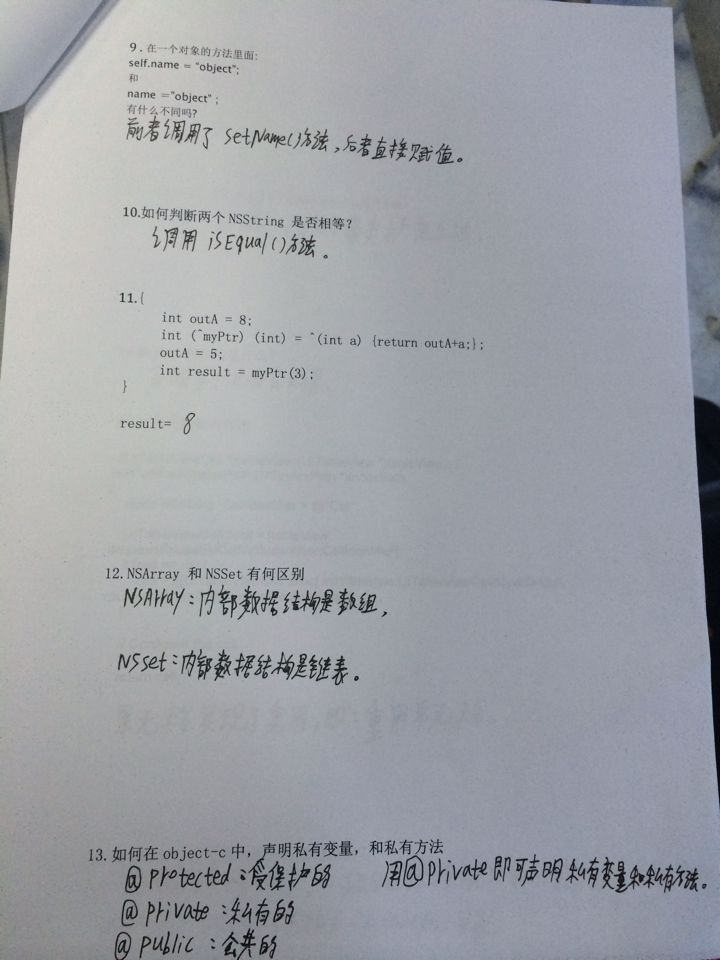 9．在一个对象的方法里面:
self.name = "object";
和
name ="object" ;
有什么不同吗?
前者调用了 setName()方法，后者直接赋值。
10.如何判断两个 NSString 是否相等?
调用 isEqual()方法。
11.{
int outA = 8;
int (^myPtr) (int) = ^(int a) {return outA+a;};
outA = 5;
int result = myPtr(3);
}
result= 8
12.NSArray 和 NSSet 有何区别
NSArray：内部数据结构是数组,
NSset：内部数据结构是链表。
13.如何在 object-c 中，声明私有变量，和私有方法
@ protected：受保护的 用@private即可声明私有变量和私有方法。
@ private：私有的
@ public：公共的